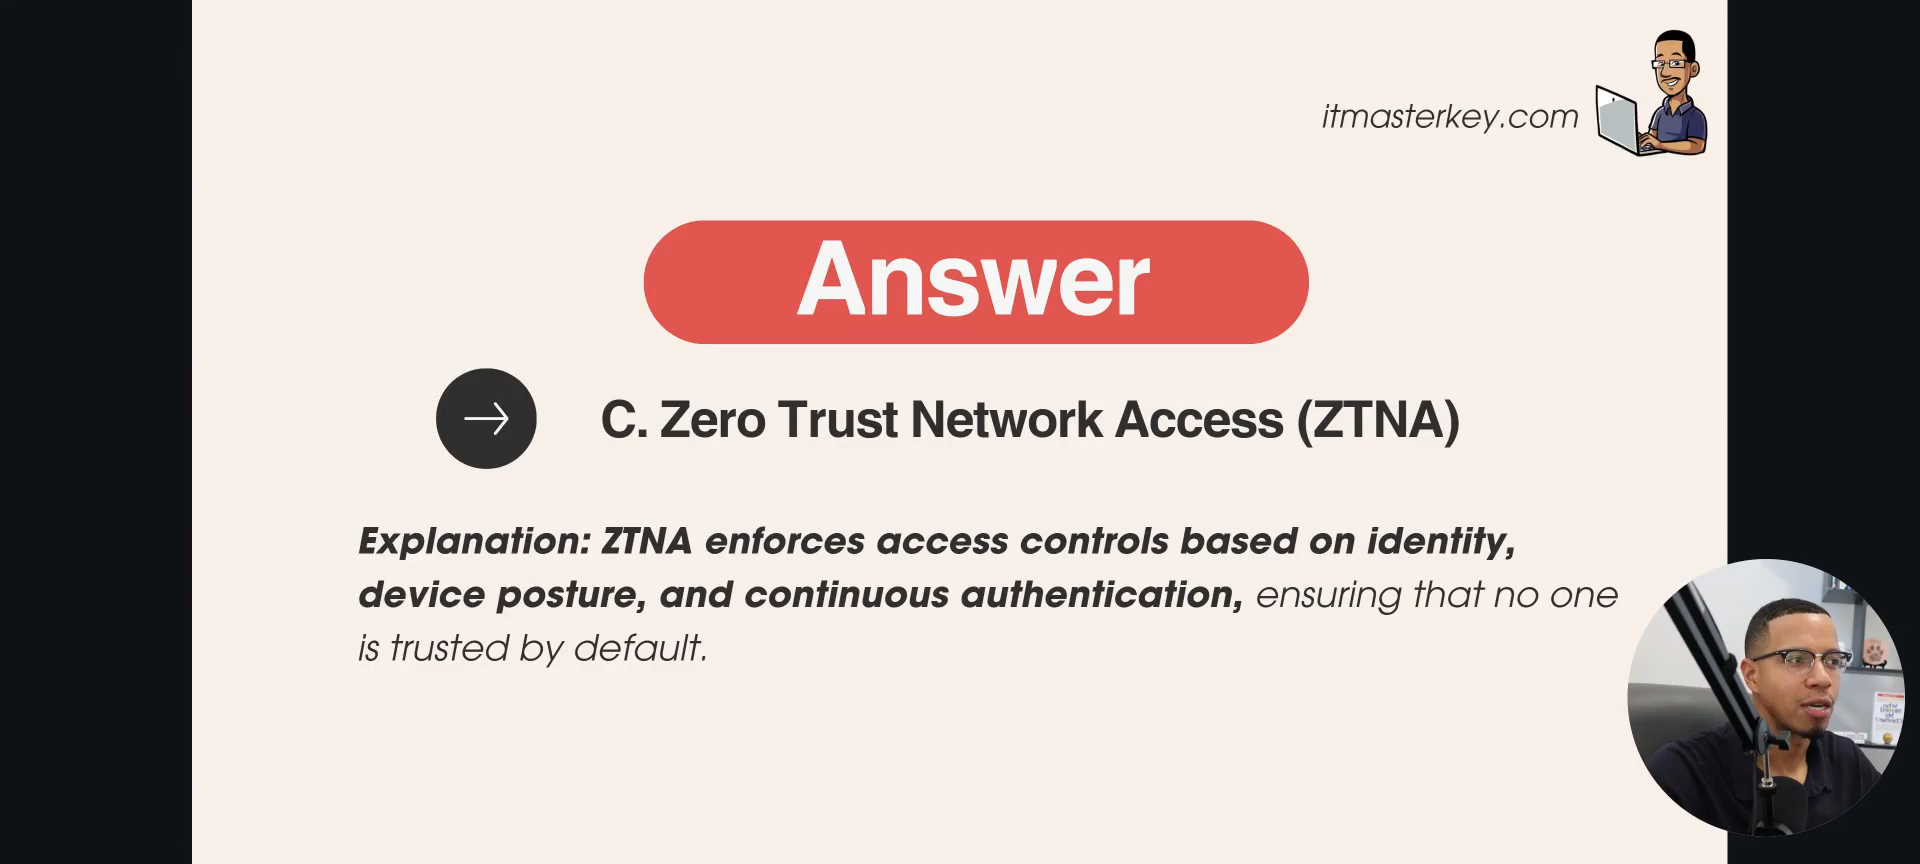 itmasterkey.com
Answer
C. Zero Trust Network Access (ZTNA)
Explanation: ZTNA enforces access controls based on identity,
device posture, and continuous authentication, ensuring that no one
is trusted by default.